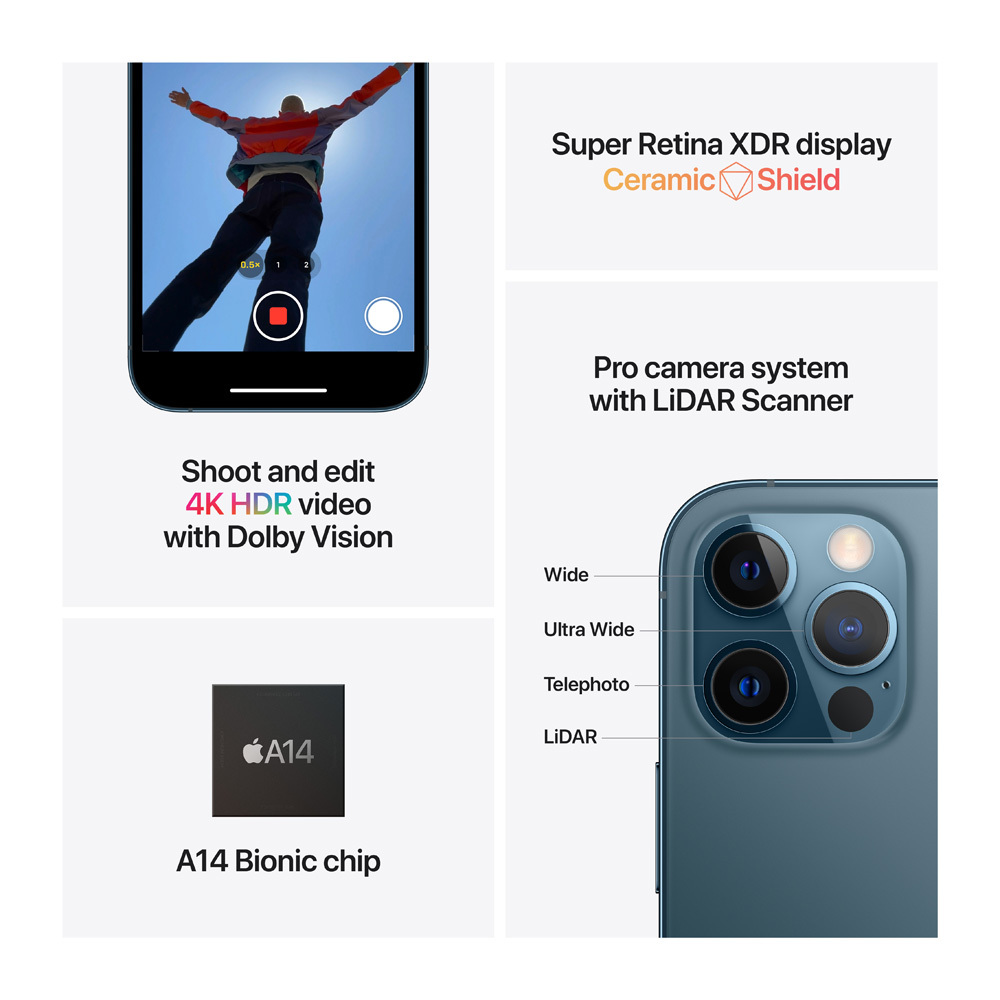 0.5× 1 2
Shoot and edit
4K HDR video
with Dolby Vision
A14
A14 Bionic chip
Super Retina XDR display
Ceramic Shield
Pro camera system
with LiDAR Scanner
Wide
Ultra Wide
Telephoto
LiDAR